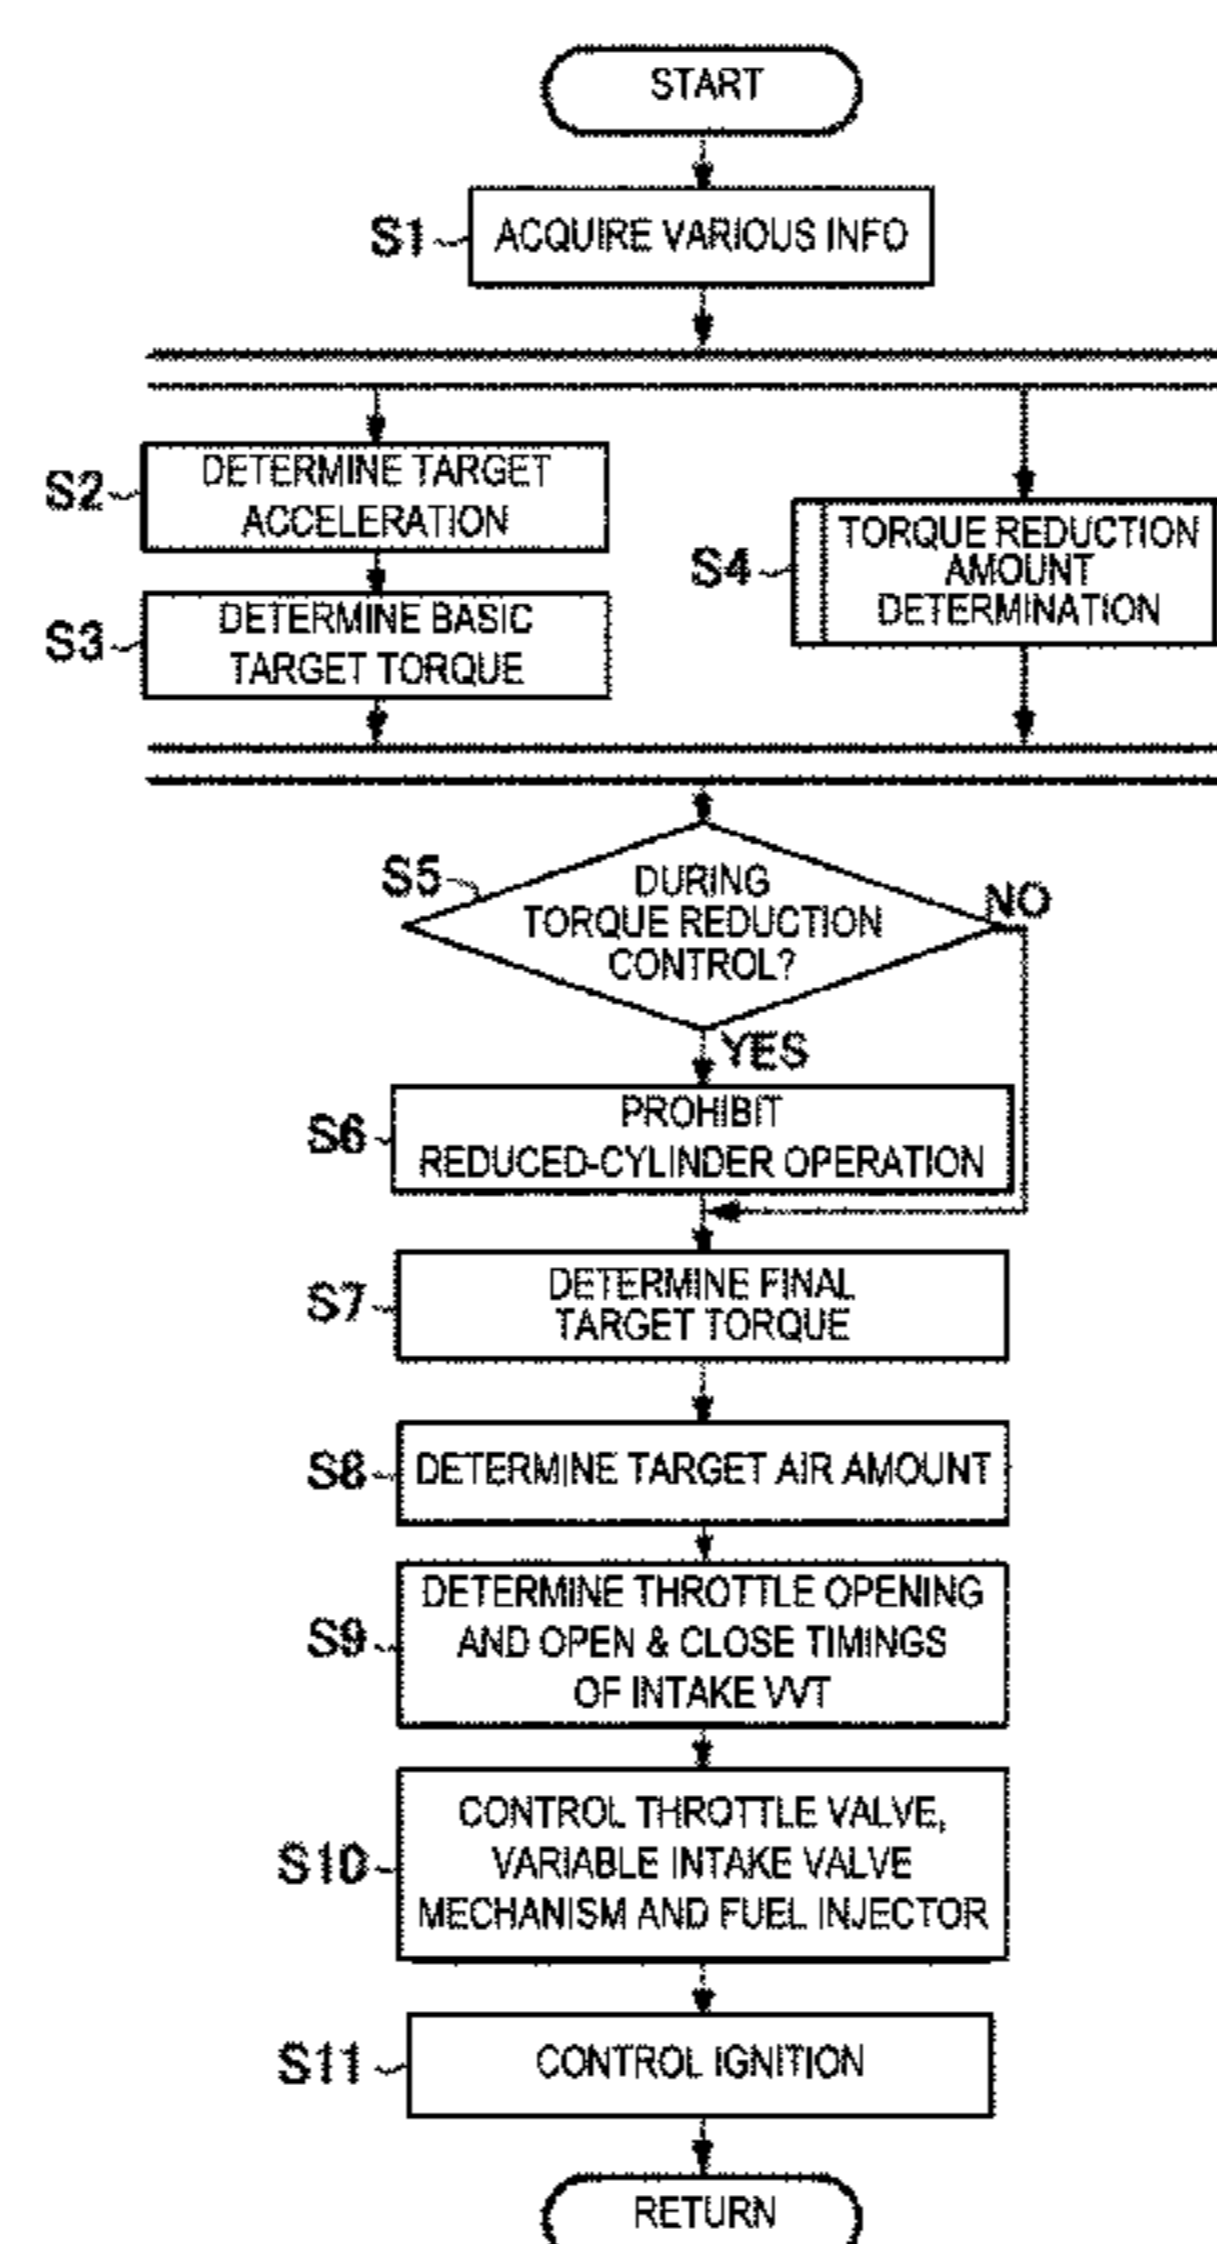 START
S1
ACQUIRE VARIOUS INFO
S2
DETERMINE TARGET
ACCELERATION
S3
DETERMINE BASIC
TARGET TORQUE
S4
TORQUE REDUCTION
AMOUNT
DETERMINATION
S5
DURING
TORQUE REDUCTION
CONTROL?
NO
YES
S6
PROHIBIT
REDUCED-CYLINDER OPERATION
S7
DETERMINE FINAL
TARGET TORQUE
S8
DETERMINE TARGET AIR AMOUNT
S9
DETERMINE THROTTLE OPENING
AND OPEN & CLOSE TIMINGS
OF INTAKE VVT
S10
CONTROL THROTTLE VALVE,
VARIABLE INTAKE VALVE
MECHANISM AND FUEL INJECTOR
S11
CONTROL IGNITION
RETURN